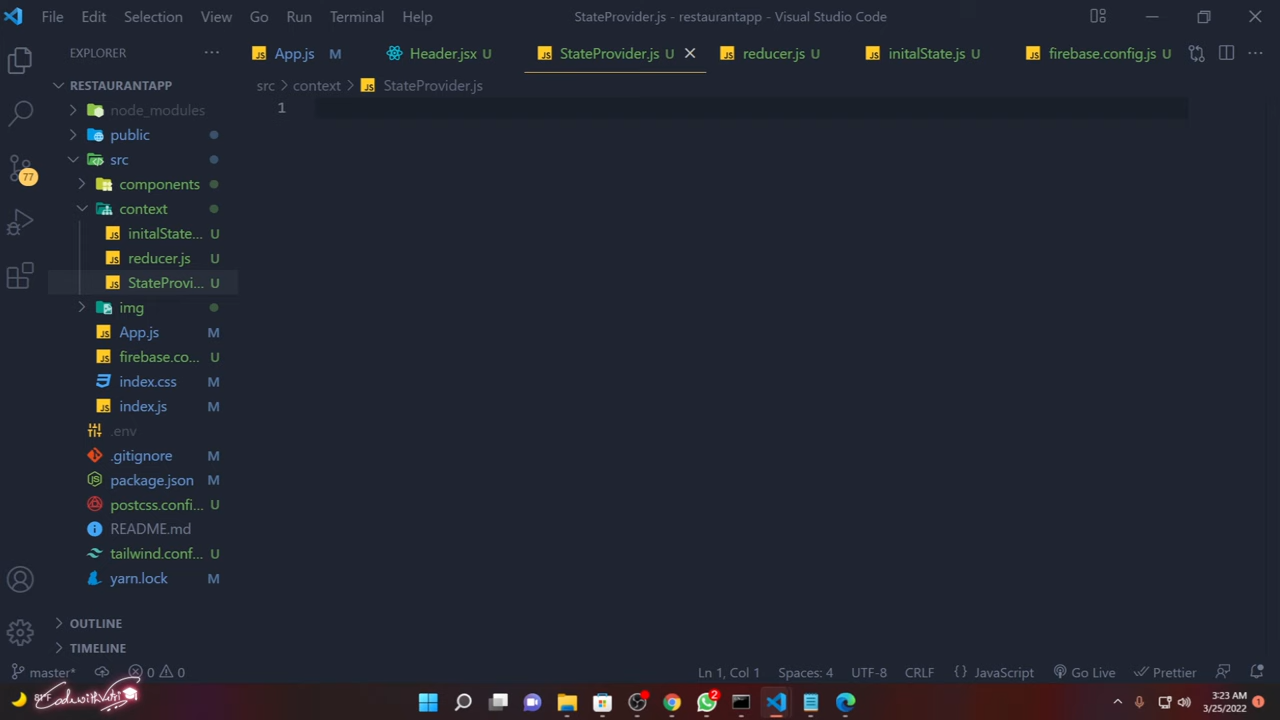 File Edit Selection View Go Run Terminal Help StateProvider.js - restaurantapp - Visual Studio Code
EXPLORER ··· App.js M Header.jsx U StateProvider.js U reducer.js U initalState.js U firebase.config.js U
RESTAURANTAPP src > context > StateProvider.js
node_modules 1
public
src
77
components
context
initalState... U
reducer.js U
StateProvi... U
img
App.js M
firebase.co... U
index.css M
index.js M
.env
.gitignore M
package.json M
postcss.confi... U
README.md
tailwind.conf... U
yarn.lock M
OUTLINE
TIMELINE
master* 0 0 Ln 1, Col 1 Spaces: 4 UTF-8 CRLF {} JavaScript Go Live Prettier
2 3:23 AM
3/25/2022 1